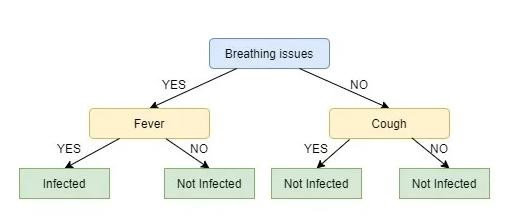 Breathing issues
YES
NO
Fever
Cough
YES
NO
YES
NO
Infected
Not Infected
Not Infected
Not Infected